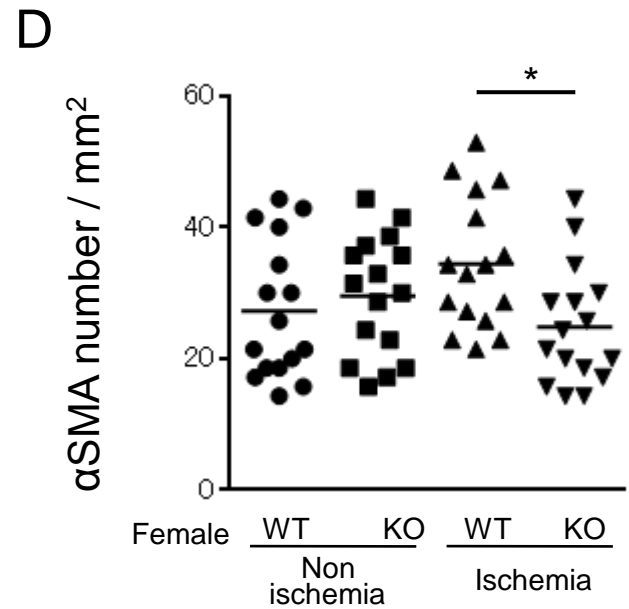 D
*
αSMA number / mm²
60
40
20
0
Female WT KO WT KO
Non ischemia
Ischemia